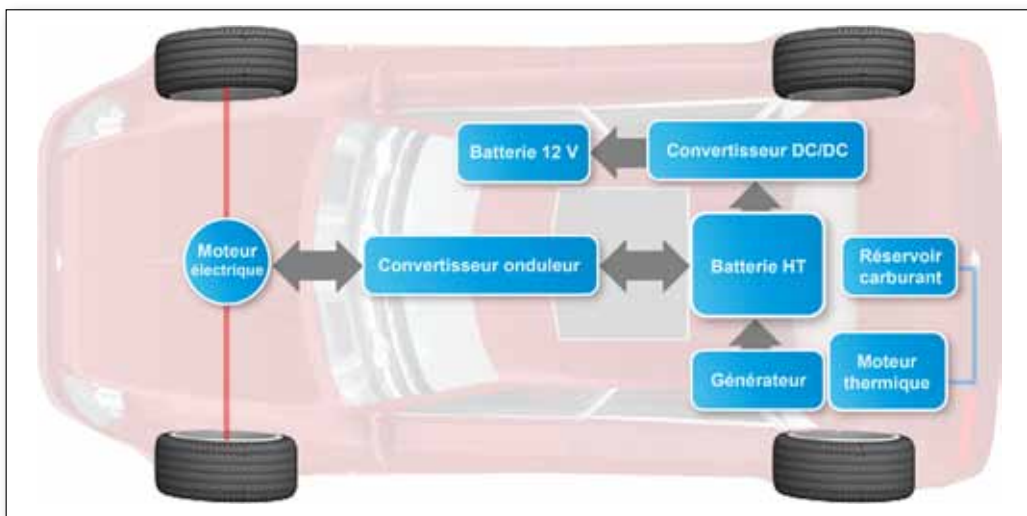 Batterie 12 V
Convertisseur DC/DC
Moteur
électrique
Convertisseur onduleur
Batterie HT
Réservoir
carburant
Générateur
Moteur
thermique